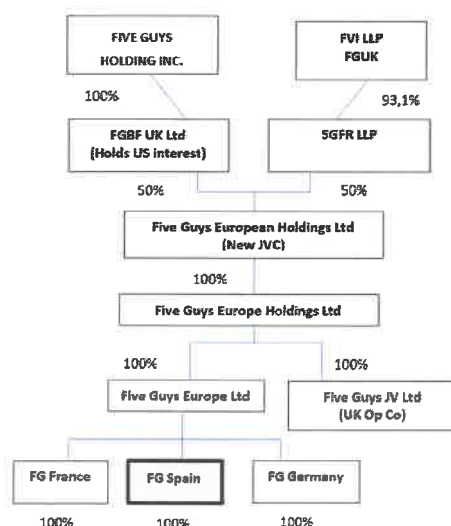 FIVE GUYS
HOLDING INC.
FVI LLP
FGUK
100%
93,1%
FGBF UK Ltd
(Holds US interest)
5GFR LLP
50%
50%
Five Guys European Holdings Ltd
(New JVC)
100%
Five Guys Europe Holdings Ltd
100%
100%
Five Guys Europe Ltd
Five Guys JV Ltd
(UK Op Co)
FG France
FG Spain
FG Germany
100%
100%
100%